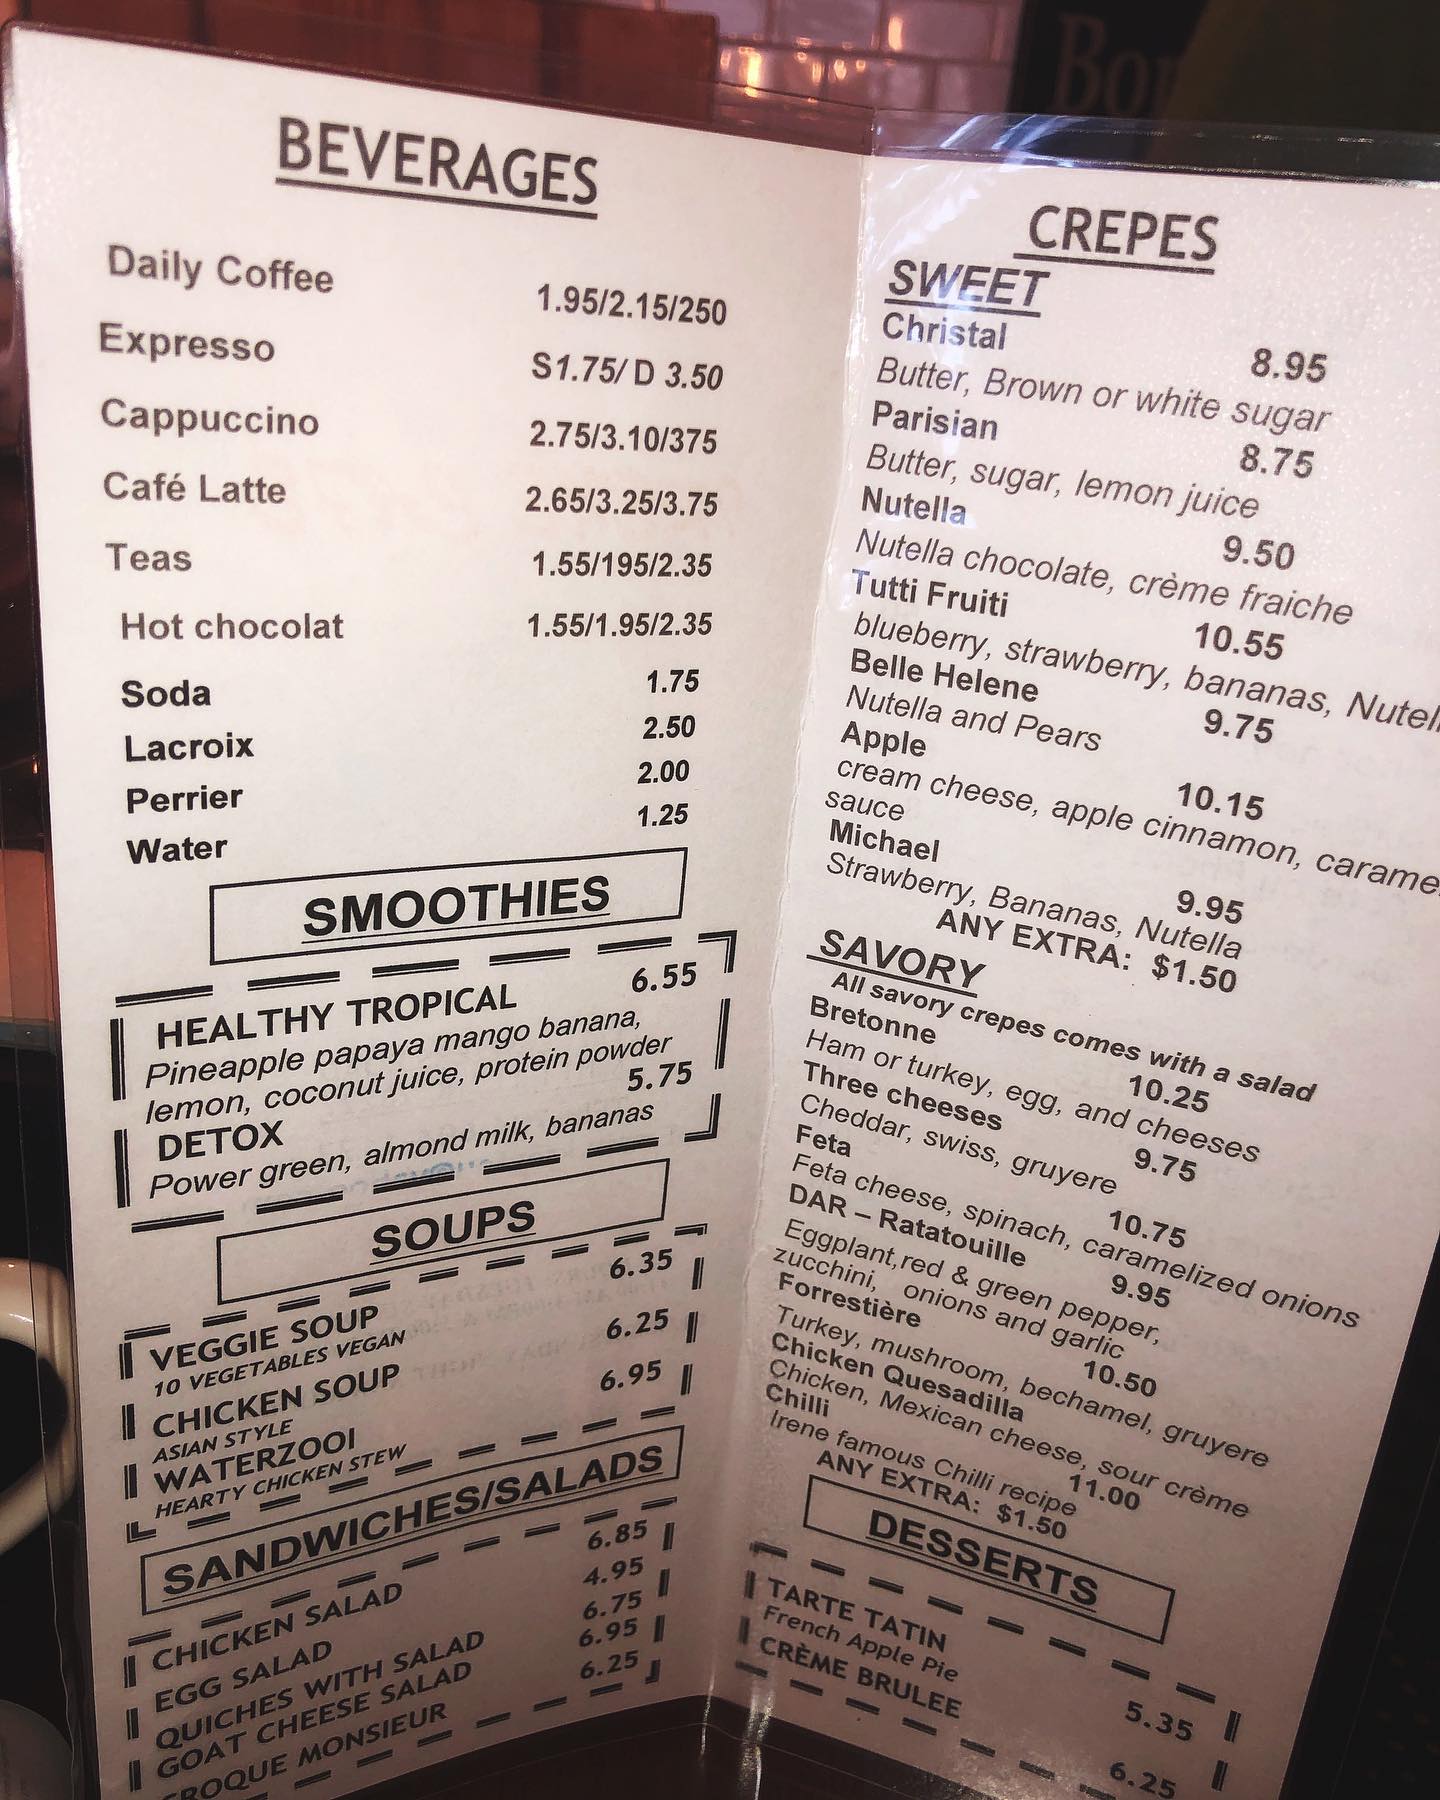 BEVERAGES
Daily Coffee 1.95/2.15/250
Expresso S1.75/ D 3.50
Cappuccino 2.75/3.10/375
Café Latte 2.65/3.25/3.75
Teas 1.55/195/2.35
Hot chocolat 1.55/1.95/2.35
Soda 1.75
Lacroix 2.50
Perrier 2.00
Water 1.25
SMOOTHIES
HEALTHY TROPICAL 6.55
Pineapple papaya mango banana,
lemon, coconut juice, protein powder
DETOX 5.75
Power green, almond milk, bananas
SOUPS
VEGGIE SOUP 6.35
10 VEGETABLES VEGAN
CHICKEN SOUP 6.25
ASIAN STYLE
WATERZOOI 6.95
HEARTY CHICKEN STEW
SANDWICHES/SALADS
CHICKEN SALAD 6.85
EGG SALAD 4.95
QUICHES WITH SALAD 6.75
GOAT CHEESE SALAD 6.95
CROQUE MONSIEUR 6.25
CREPES
SWEET
Christal 8.95
Butter, Brown or white sugar
Parisian 8.75
Butter, sugar, lemon juice
Nutella 9.50
Nutella chocolate, crème fraiche
Tutti Fruiti 10.55
blueberry, strawberry, bananas, Nutell
Belle Helene 9.75
Nutella and Pears
Apple 10.15
cream cheese, apple cinnamon, carame
sauce
Michael 9.95
Strawberry, Bananas, Nutella
ANY EXTRA: $1.50
SAVORY
All savory crepes comes with a salad
Bretonne 10.25
Ham or turkey, egg, and cheeses
Three cheeses 9.75
Cheddar, swiss, gruyere
Feta 10.75
Feta cheese, spinach, caramelized onions
DAR – Ratatouille 9.95
Eggplant,red & green pepper,
zucchini, onions and garlic
Forrestière 10.50
Turkey, mushroom, bechamel, gruyere
Chicken Quesadilla
Chicken, Mexican cheese, sour crème
Chilli 11.00
Irene famous Chilli recipe
ANY EXTRA: $1.50
DESSERTS
TARTE TATIN 5.35
French Apple Pie
CRÈME BRULEE 6.25